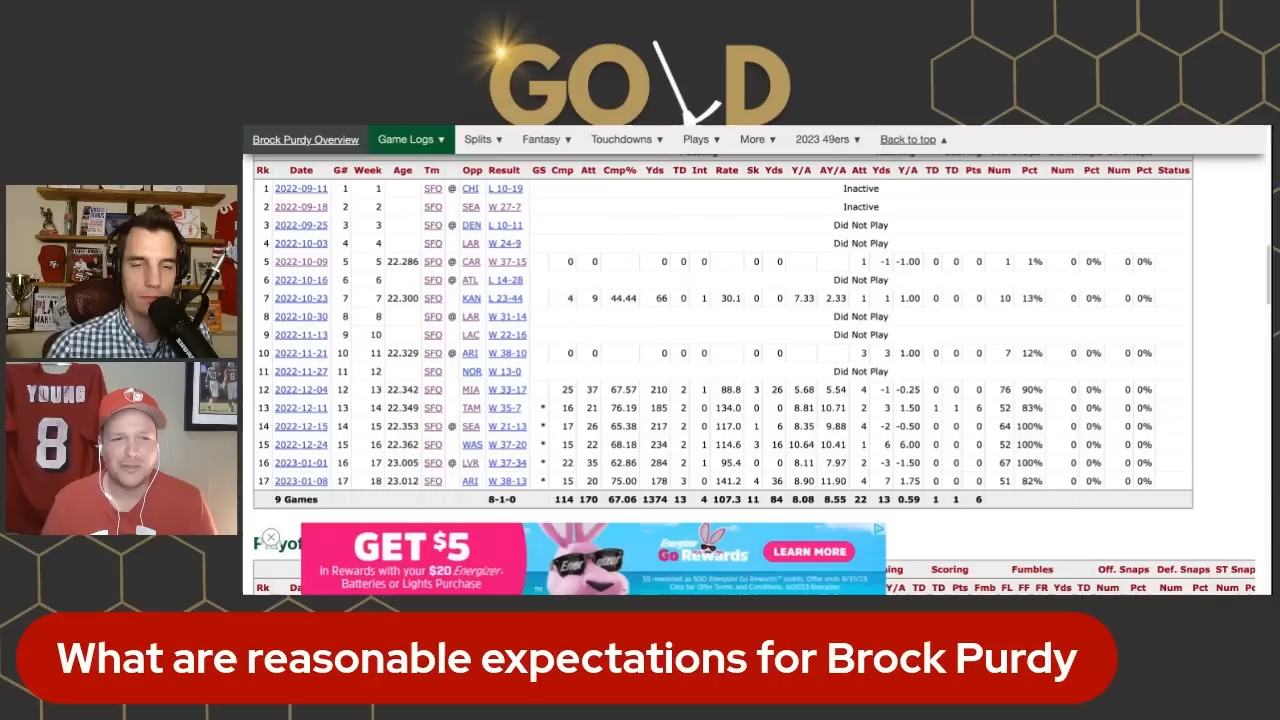 GOLD
Brock Purdy Overview Game Logs ▼ Splits ▼ Fantasy ▼ Touchdowns ▼ Plays ▼ More ▼ 2023 49ers ▼ Back to top ▲
Rk Date G# Week Age Tm Opp Result GS Cmp Att Cmp% Yds TD Int Rate Sk Yds Y/A AY/A Att Yds Y/A TD TD Pts Num Pct Num Pct Num Pct Status
1 2022-09-11 1 1 SFO @ CHI L 10-19 Inactive
2 2022-09-18 2 2 SFO SEA W 27-7 Inactive
3 2022-09-25 3 3 SFO @ DEN L 10-11 Did Not Play
4 2022-10-03 4 4 SFO LAR W 24-9 Did Not Play
5 2022-10-09 5 5 22.286 SFO @ CAR W 37-15 0 0 0 0 0 0 0 1 -1 -1.00 0 0 0 1 1% 0 0% 0 0%
6 2022-10-16 6 6 SFO @ ATL L 14-28 Did Not Play
7 2022-10-23 7 7 22.300 SFO KAN L 23-44 4 9 44.44 66 0 1 30.1 0 0 7.33 2.33 1 1 1.00 0 0 0 10 13% 0 0% 0 0%
8 2022-10-30 8 8 SFO @ LAR W 31-14 Did Not Play
9 2022-11-13 9 10 SFO LAC W 22-16 Did Not Play
10 2022-11-21 10 11 22.329 SFO @ ARI W 38-10 0 0 0 0 0 0 0 3 3 1.00 0 0 0 7 12% 0 0% 0 0%
11 2022-11-27 11 12 SFO NOR W 13-0 Did Not Play
12 2022-12-04 12 13 22.342 SFO MIA W 33-17 25 37 67.57 210 2 1 88.8 3 26 5.68 5.54 4 -1 -0.25 0 0 0 76 90% 0 0% 0 0%
13 2022-12-11 13 14 22.349 SFO TAM W 35-7 * 16 21 76.19 185 2 0 134.0 0 0 8.81 10.71 2 3 1.50 1 1 6 52 83% 0 0% 0 0%
14 2022-12-15 14 15 22.353 SFO @ SEA W 21-13 * 17 26 65.38 217 2 0 117.0 1 6 8.35 9.88 4 -2 -0.50 0 0 0 64 100% 0 0% 0 0%
15 2022-12-24 15 16 22.362 SFO WAS W 37-20 * 15 22 68.18 234 2 1 114.6 3 16 10.64 10.41 1 6 6.00 0 0 0 52 100% 0 0% 0 0%
16 2023-01-01 16 17 23.005 SFO @ LVR W 37-34 * 22 35 62.86 284 2 1 95.4 0 0 8.11 7.97 2 -3 -1.50 0 0 0 67 100% 0 0% 0 0%
17 2023-01-08 17 18 23.012 SFO ARI W 38-13 * 15 20 75.00 178 3 0 141.2 4 36 8.90 11.90 4 7 1.75 0 0 0 51 82% 0 0% 0 0%
9 Games 8-1-0 114 170 67.06 1374 13 4 107.3 11 84 8.08 8.55 22 13 0.59 1 1 6
YOUNG
8
GET $5
in Rewards with your $20 Energizer®
Batteries or Lights Purchase
Energizer
Go Rewards
LEARN MORE
$5 rewarded as 500 Energizer Go Rewards™ points. Offer ends 8/31/23
Click for Offer Terms and Conditions. ©2023 Energizer
Scoring Fumbles Off. Snaps Def. Snaps ST Snap
Rk Da Y/A TD TD Pts Fmb FL FF FR Yds TD Num Pct Num Pct Num Pc
What are reasonable expectations for Brock Purdy